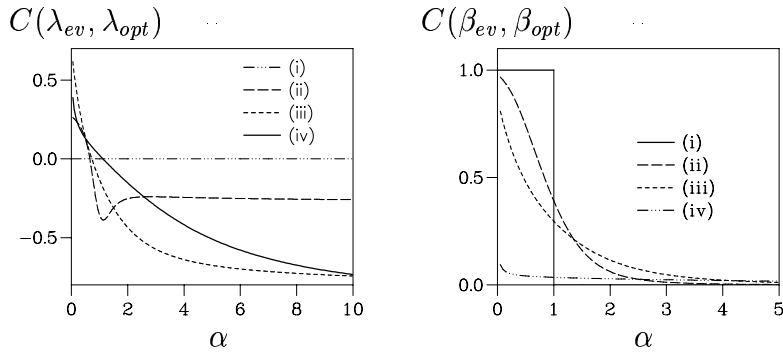 C(λ_ev, λ_opt)
0.5
0.0
−0.5
0 2 4 6 8 10
α
(i)
(ii)
(iii)
(iv)
C(β_ev, β_opt)
1.0
0.5
0.0
0 1 2 3 4 5
α
(i)
(ii)
(iii)
(iv)